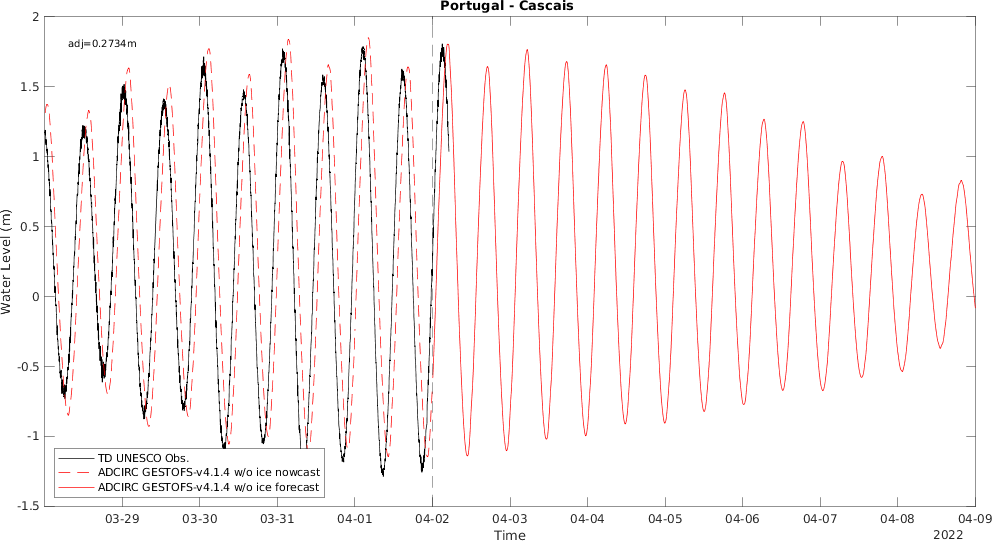 Portugal - Cascais
2
adj=0.2734m
1.5
1
0.5
0
-0.5
-1
-1.5
Water Level (m)
TD UNESCO Obs.
ADCIRC GESTOFS-v4.1.4 w/o ice nowcast
ADCIRC GESTOFS-v4.1.4 w/o ice forecast
03-29 03-30 03-31 04-01 04-02 04-03 04-04 04-05 04-06 04-07 04-08 04-09
Time
2022